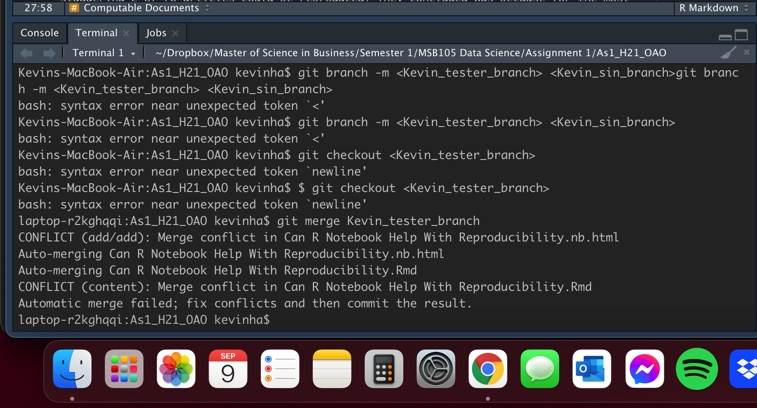 27:58 # Computable Documents R Markdown
Console Terminal Jobs
Terminal 1 ~/Dropbox/Master of Science in Business/Semester 1/MSB105 Data Science/Assignment 1/As1_H21_OAO
Kevins-MacBook-Air:As1_H21_OAO kevinha$ git branch -m <Kevin_tester_branch> <Kevin_sin_branch>git branc
h -m <Kevin_tester_branch> <Kevin_sin_branch>
bash: syntax error near unexpected token `<'
Kevins-MacBook-Air:As1_H21_OAO kevinha$ git branch -m <Kevin_tester_branch> <Kevin_sin_branch>
bash: syntax error near unexpected token `<'
Kevins-MacBook-Air:As1_H21_OAO kevinha$ git checkout <Kevin_tester_branch>
bash: syntax error near unexpected token `newline'
Kevins-MacBook-Air:As1_H21_OAO kevinha$ $ git checkout <Kevin_tester_branch>
bash: syntax error near unexpected token `newline'
laptop-r2kghqqi:As1_H21_OAO kevinha$ git merge Kevin_tester_branch
CONFLICT (add/add): Merge conflict in Can R Notebook Help With Reproducibility.nb.html
Auto-merging Can R Notebook Help With Reproducibility.nb.html
Auto-merging Can R Notebook Help With Reproducibility.Rmd
CONFLICT (content): Merge conflict in Can R Notebook Help With Reproducibility.Rmd
Automatic merge failed; fix conflicts and then commit the result.
laptop-r2kghqqi:As1_H21_OAO kevinha$
SEP
9